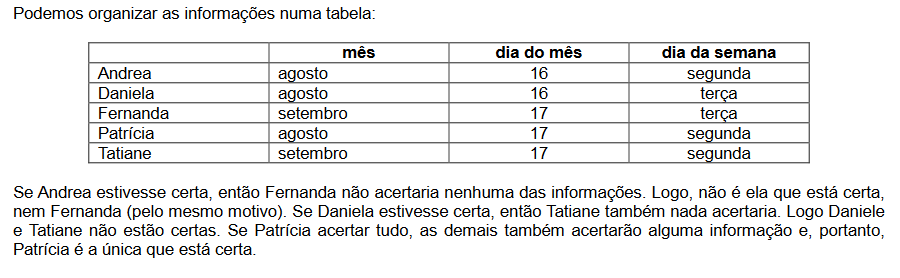 Podemos organizar as informações numa tabela:
mês dia do mês dia da semana
Andrea agosto 16 segunda
Daniela agosto 16 terça
Fernanda setembro 17 terça
Patrícia agosto 17 segunda
Tatiane setembro 17 segunda
Se Andrea estivesse certa, então Fernanda não acertaria nenhuma das informações. Logo, não é ela que está certa,
nem Fernanda (pelo mesmo motivo). Se Daniela estivesse certa, então Tatiane também nada acertaria. Logo Daniele
e Tatiane não estão certas. Se Patrícia acertar tudo, as demais também acertarão alguma informação e, portanto,
Patrícia é a única que está certa.